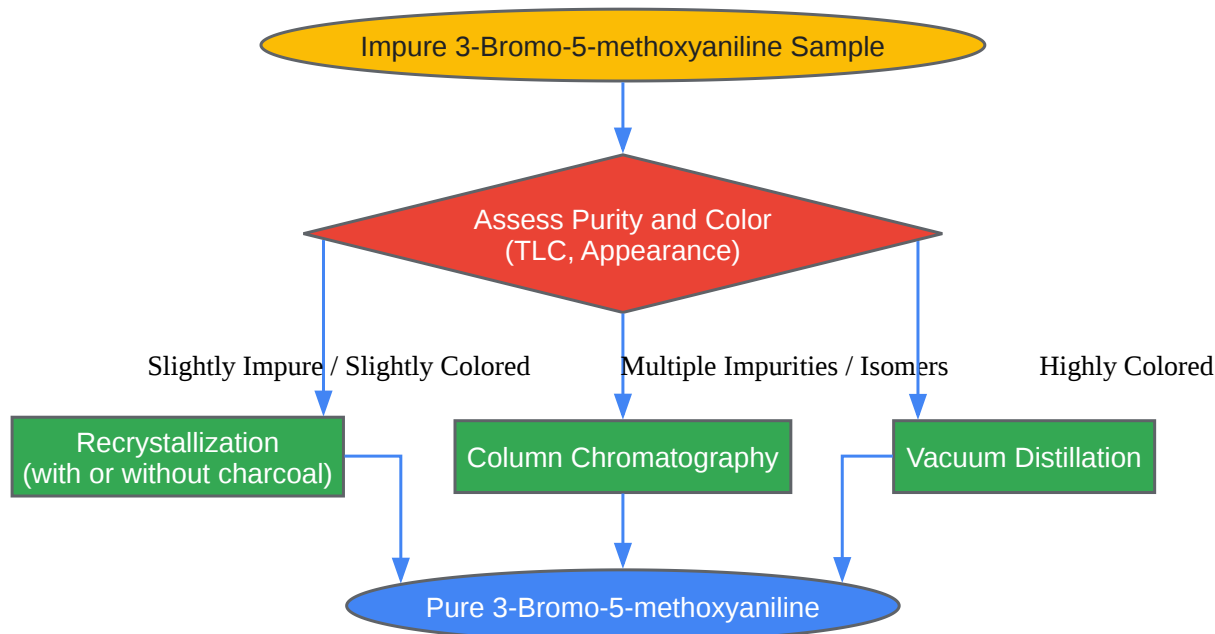 Impure 3-Bromo-5-methoxyaniline Sample
Assess Purity and Color
(TLC, Appearance)
Slightly Impure / Slightly Colored
Multiple Impurities / Isomers
Highly Colored
Recrystallization
(with or without charcoal)
Column Chromatography
Vacuum Distillation
Pure 3-Bromo-5-methoxyaniline